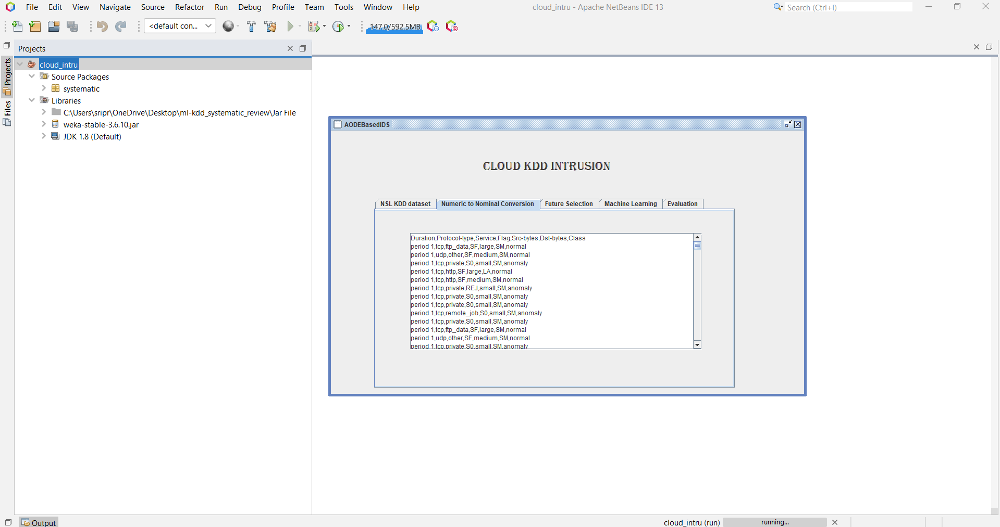 File Edit View Navigate Source Refactor Run Debug Profile Team Tools Window Help
cloud_intru - Apache NetBeans IDE 13
Search (Ctrl+I)
<default con...
147.0/592.5MB
Projects
Projects
Files
cloud_intru
Source Packages
systematic
Libraries
C:\Users\sripr\OneDrive\Desktop\ml-kdd_systematic_review\Jar File
weka-stable-3.6.10.jar
JDK 1.8 (Default)
AODEBasedIDS
CLOUD KDD INTRUSION
NSL KDD dataset Numeric to Nominal Conversion Future Selection Machine Learning Evaluation
Duration,Protocol-type,Service,Flag,Src-bytes,Dst-bytes,Class
period 1,tcp,ftp_data,SF,large,SM,normal
period 1,udp,other,SF,medium,SM,normal
period 1,tcp,private,S0,small,SM,anomaly
period 1,tcp,http,SF,large,LA,normal
period 1,tcp,http,SF,medium,SM,normal
period 1,tcp,private,REJ,small,SM,anomaly
period 1,tcp,private,S0,small,SM,anomaly
period 1,tcp,private,S0,small,SM,anomaly
period 1,tcp,remote_job,S0,small,SM,anomaly
period 1,tcp,private,S0,small,SM,anomaly
period 1,tcp,ftp_data,SF,large,SM,normal
period 1,udp,other,SF,medium,SM,normal
period 1,tcp,private,S0,small,SM,anomaly
Output
cloud_intru (run)
running...